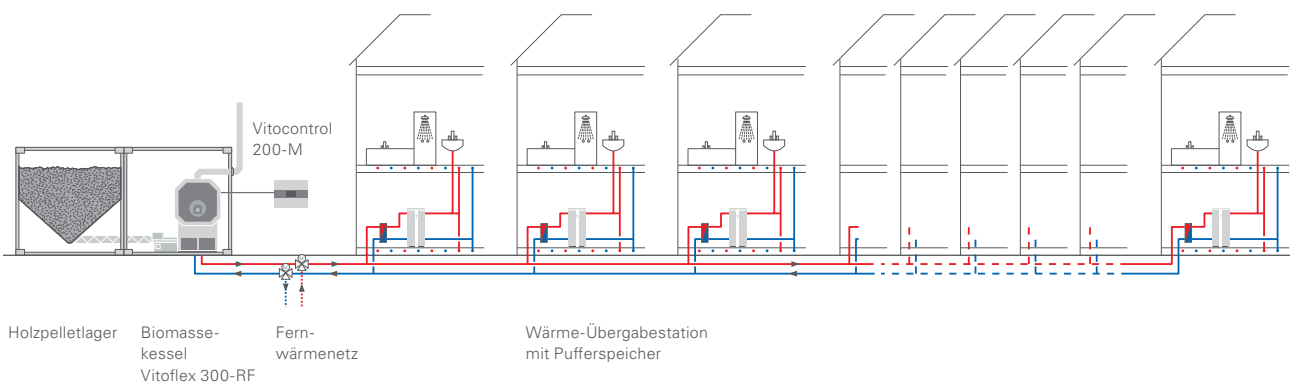 Vitocontrol
200-M
Holzpelletlager
Biomasse-
kessel
Vitoflex 300-RF
Fern-
wärmenetz
Wärme-Übergabestation
mit Pufferspeicher